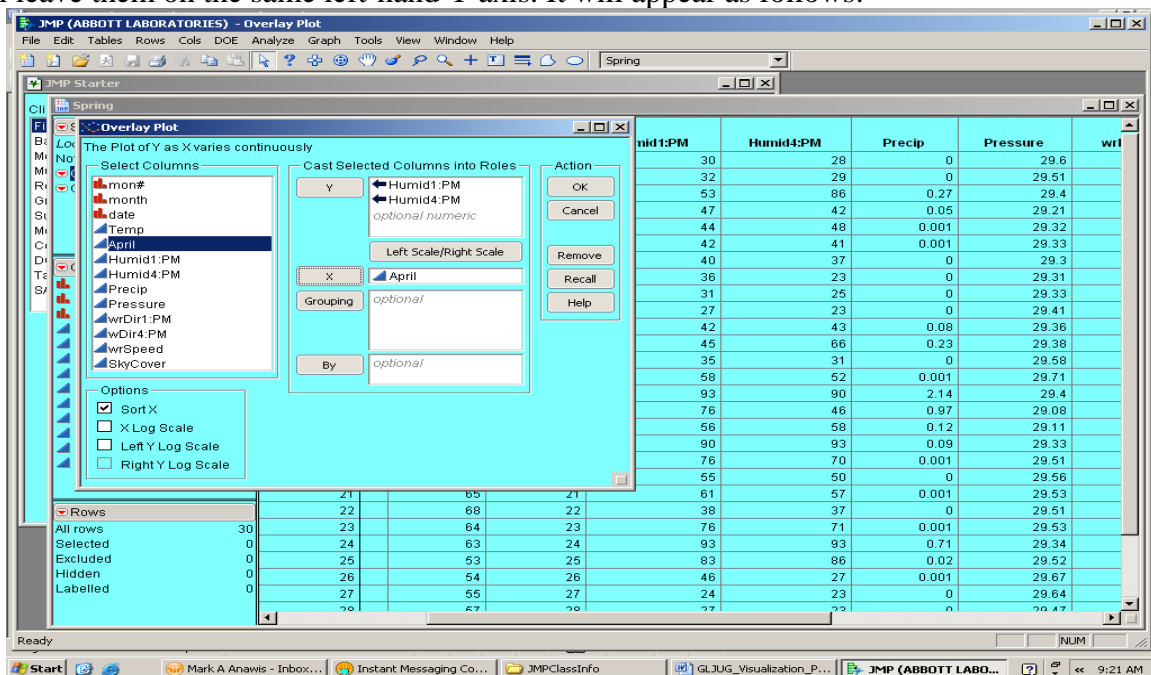 leave them on the same left-hand Y-axis. It will appear as follows.
JMP (ABBOTT LABORATORIES) - Overlay Plot
File Edit Tables Rows Cols DOE Analyze Graph Tools View Window Help
Spring
JMP Starter
Spring
Overlay Plot
The Plot of Y as X varies continuously
Select Columns
mon#
month
date
Temp
April
Humid1:PM
Humid4:PM
Precip
Pressure
wrDir1:PM
wDir4:PM
wrSpeed
SkyCover
Options
Sort X
X Log Scale
Left Y Log Scale
Right Y Log Scale
Cast Selected Columns into Roles
Y
Humid1:PM
Humid4:PM
optional numeric
Left Scale/Right Scale
X
April
Grouping
optional
By
optional
Action
OK
Cancel
Remove
Recall
Help
nid1:PM Humid4:PM Precip Pressure wrl
30 28 0 29.6
32 29 0 29.51
53 86 0.27 29.4
47 42 0.05 29.21
44 48 0.001 29.32
42 41 0.001 29.33
40 37 0 29.3
36 23 0 29.31
31 25 0 29.33
27 23 0 29.41
42 43 0.08 29.36
45 66 0.23 29.38
35 31 0 29.58
58 52 0.001 29.71
93 90 2.14 29.4
76 46 0.97 29.08
56 58 0.12 29.11
90 93 0.09 29.33
76 70 0.001 29.51
55 50 0 29.56
21 65 21 61 57 0.001 29.53
22 68 22 38 37 0 29.51
23 64 23 76 71 0.001 29.53
24 63 24 93 93 0.71 29.34
25 53 25 83 86 0.02 29.52
26 54 26 46 27 0.001 29.67
27 55 27 24 23 0 29.64
28 57 28 27 23 0 29.47
Rows
All rows 30
Selected 0
Excluded 0
Hidden 0
Labelled 0
Ready
NUM
Start
Mark A Anawis - Inbox...
Instant Messaging Co...
JMPClassInfo
GLJUG_Visualization_P...
JMP (ABBOTT LABO...
9:21 AM